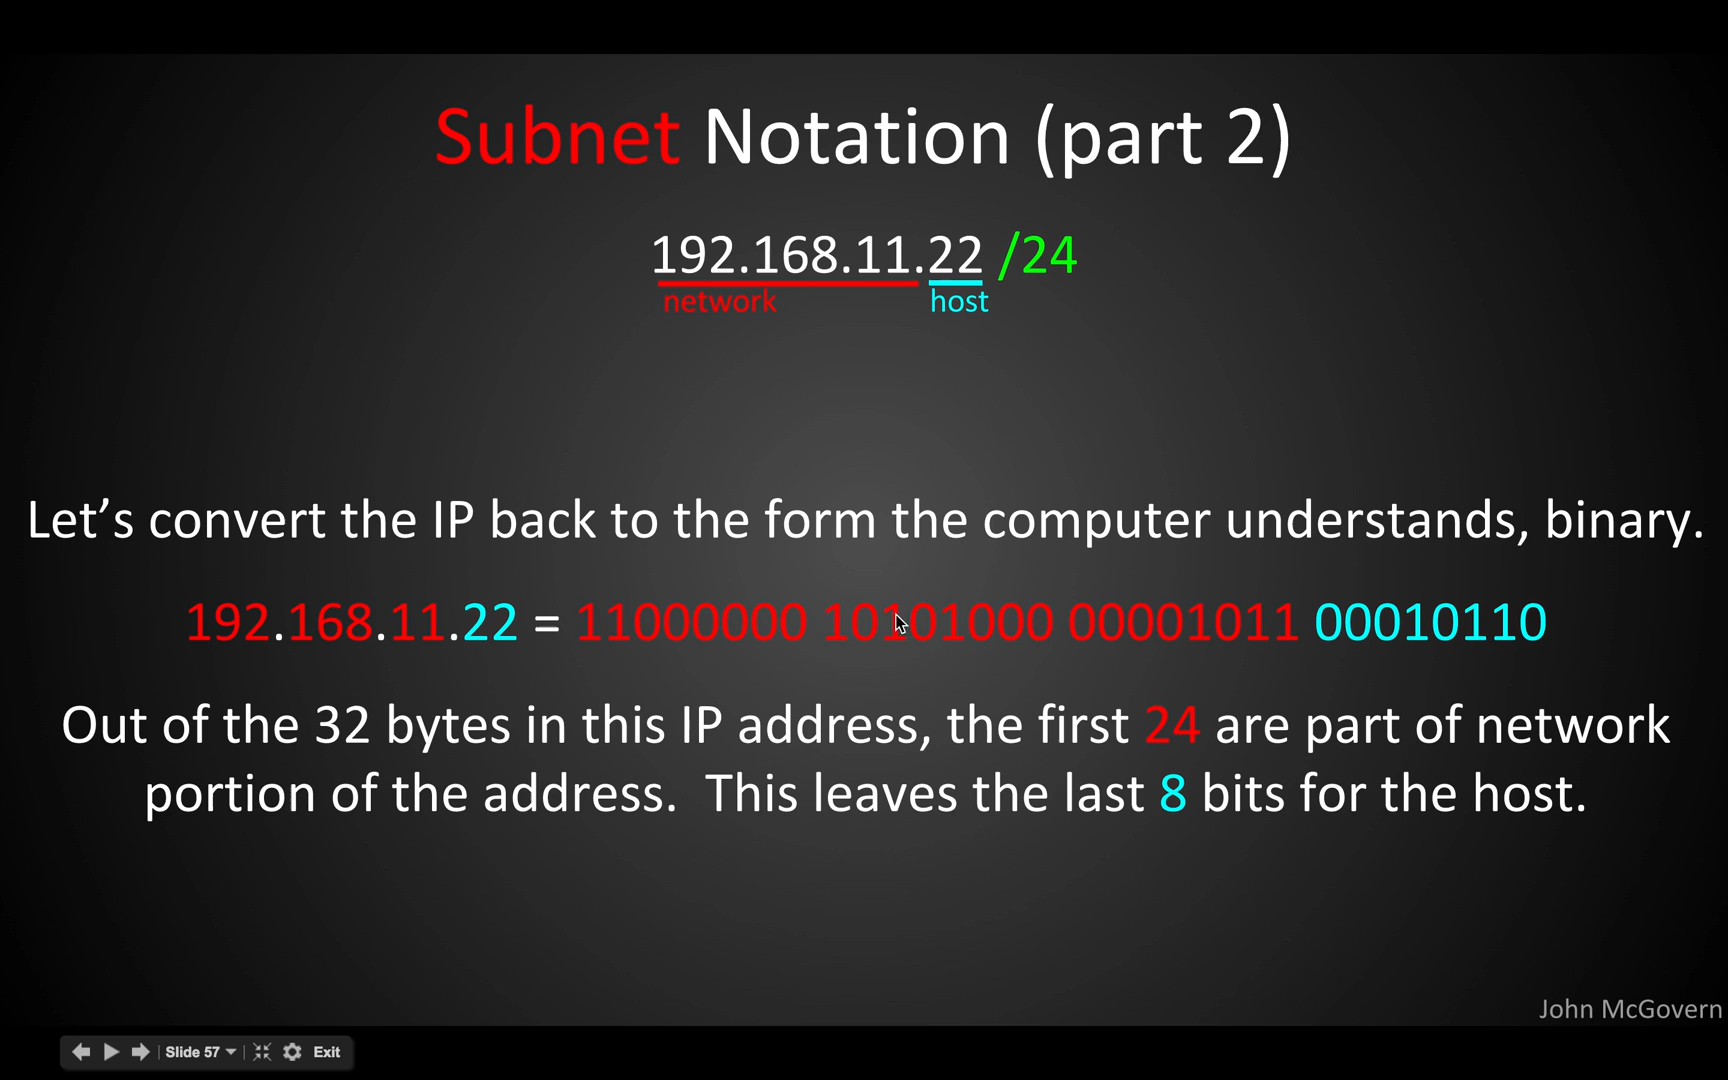 Subnet Notation (part 2)
192.168.11.22 /24
network host
Let’s convert the IP back to the form the computer understands, binary.
192.168.11.22 = 11000000 10101000 00001011 00010110
Out of the 32 bytes in this IP address, the first 24 are part of network
portion of the address. This leaves the last 8 bits for the host.
John McGovern
Slide 57 Exit